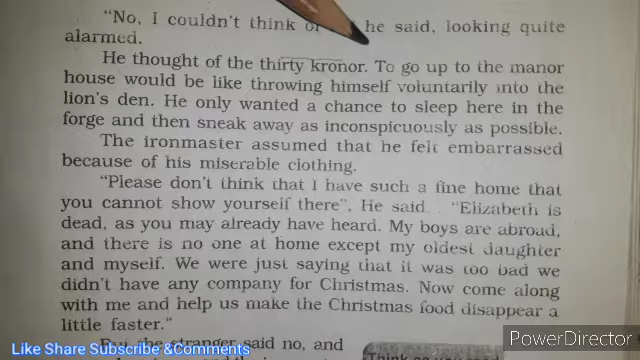 "No, I couldn't think he said, looking quite
alarmed.
He thought of the thirty kronor. To go up to the manor
house would be like throwing himself voluntarily into the
lion's den. He only wanted a chance to sleep here in the
forge and then sneak away as inconspicuously as possible.
The ironmaster assumed that he felt embarrassed
because of his miserable clothing.
"Please don't think that I have such a fine home that
you cannot show yourself there", He said. . "Elizabeth is
dead, as you may already have heard. My boys are abroad,
and there is no one at home except my oldest daughter
and myself. We were just saying that it was too bad we
didn't have any company for Christmas. Now come along
with me and help us make the Christmas food disappear a
little faster."
the stranger said no, and
Like Share Subscribe &Comments
PowerDirector